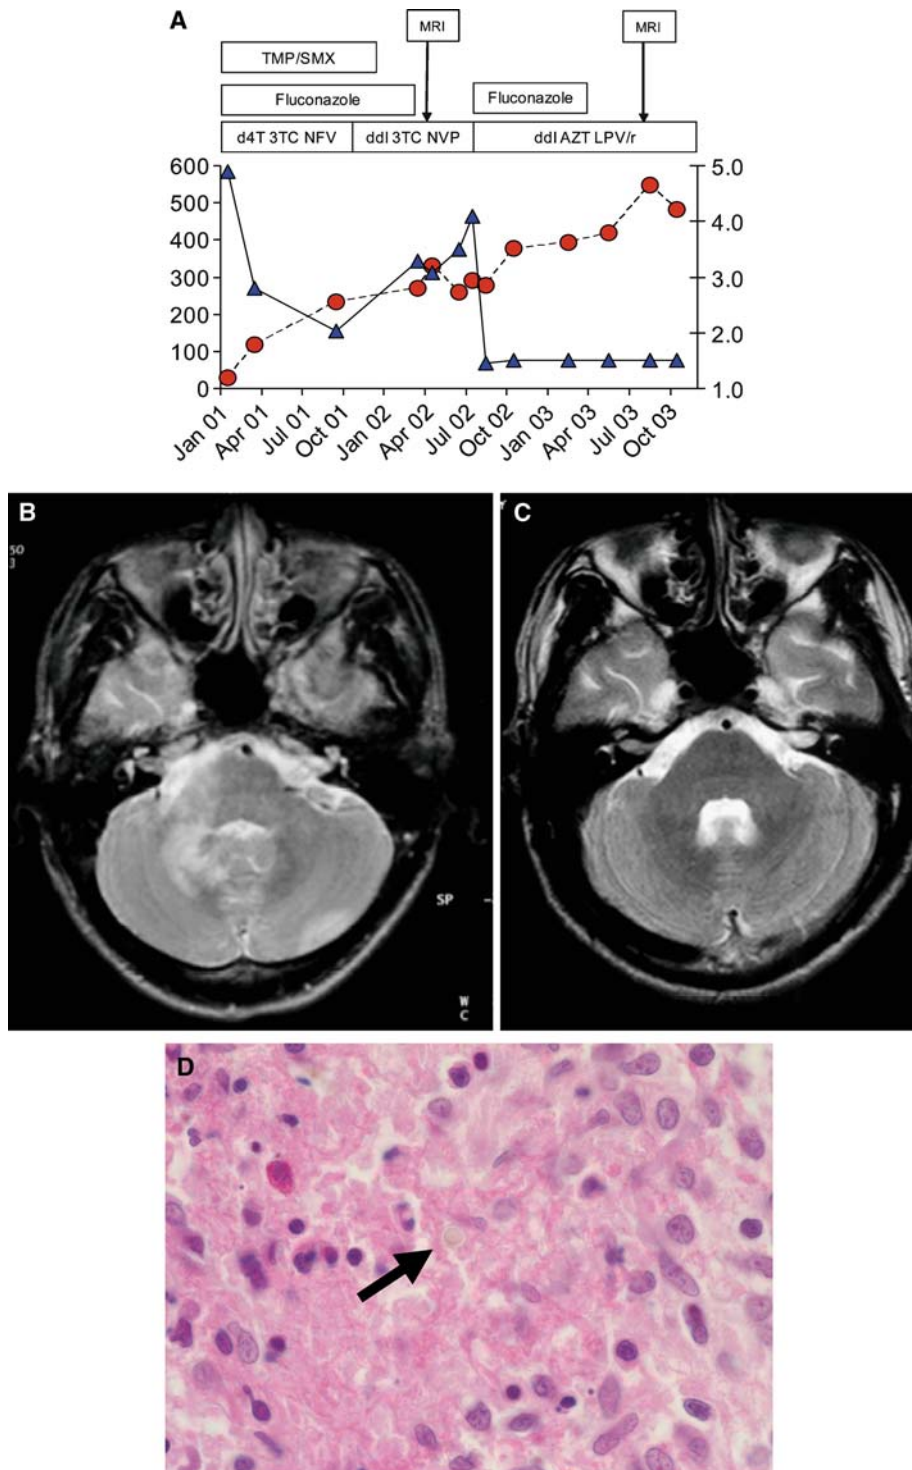 A
MRI
MRI
TMP/SMX
Fluconazole
Fluconazole
d4T 3TC NFV
ddI 3TC NVP
ddI AZT LPV/r
600
500
400
300
200
100
0
5.0
4.0
3.0
2.0
1.0
Jan 01
Apr 01
Jul 01
Oct 01
Jan 02
Apr 02
Jul 02
Oct 02
Jan 03
Apr 03
Jul 03
Oct 03
B
50
3
SP
W
C
C
D